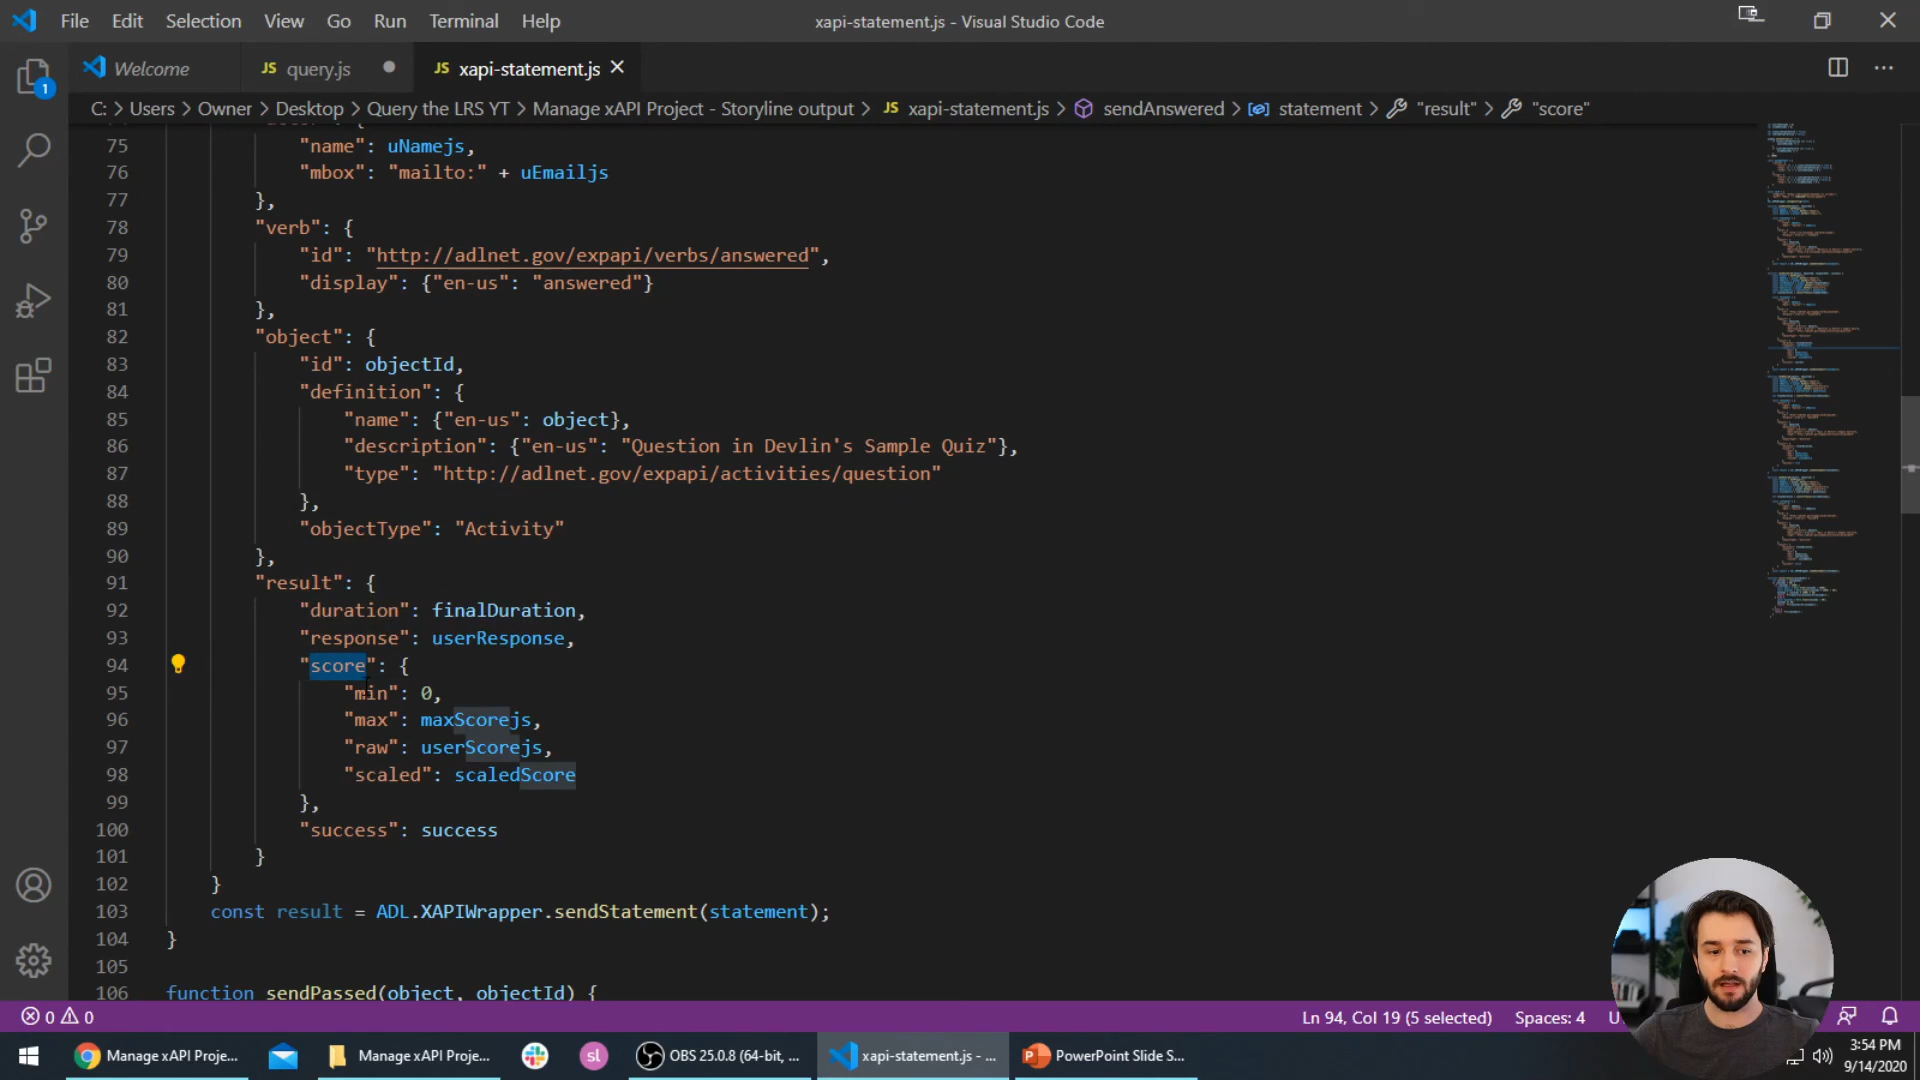 File Edit Selection View Go Run Terminal Help xapi-statement.js - Visual Studio Code
Welcome JS query.js JS xapi-statement.js
C: > Users > Owner > Desktop > Query the LRS YT > Manage xAPI Project - Storyline output > JS xapi-statement.js > sendAnswered > statement > "result" > "score"
75 "name": uNamejs,
76 "mbox": "mailto:" + uEmailjs
77 },
78 "verb": {
79 "id": "http://adlnet.gov/expapi/verbs/answered",
80 "display": {"en-us": "answered"}
81 },
82 "object": {
83 "id": objectId,
84 "definition": {
85 "name": {"en-us": object},
86 "description": {"en-us": "Question in Devlin's Sample Quiz"},
87 "type": "http://adlnet.gov/expapi/activities/question"
88 },
89 "objectType": "Activity"
90 },
91 "result": {
92 "duration": finalDuration,
93 "response": userResponse,
94 "score": {
95 "min": 0,
96 "max": maxScorejs,
97 "raw": userScorejs,
98 "scaled": scaledScore
99 },
100 "success": success
101 }
102 }
103 const result = ADL.XAPIWrapper.sendStatement(statement);
104 }
105
106 function sendPassed(object, objectId) {
0 0 Ln 94, Col 19 (5 selected) Spaces: 4
Manage xAPI Proje... Manage xAPI Proje... sl OBS 25.0.8 (64-bit, ... xapi-statement.js - ... PowerPoint Slide S...
3:54 PM
9/14/2020